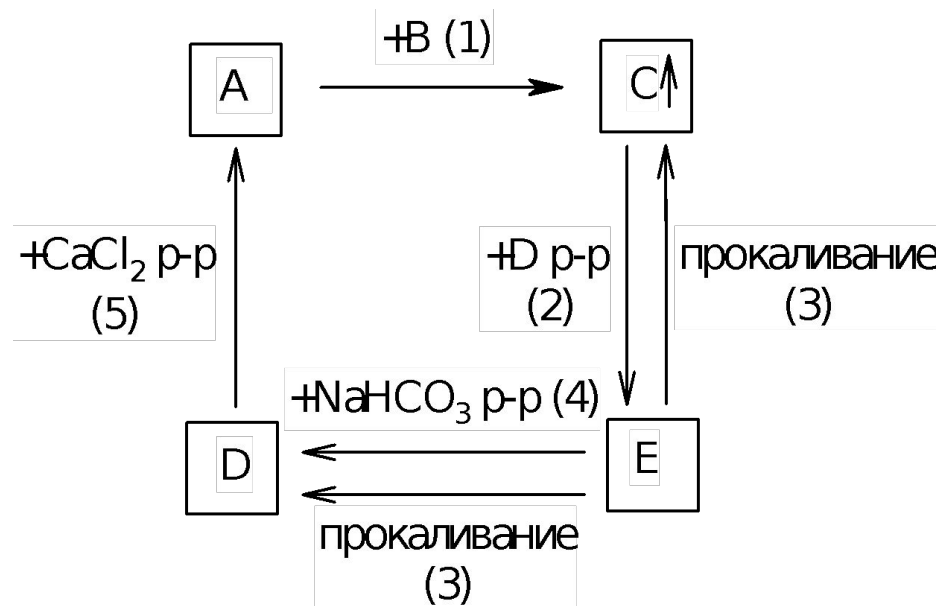 +B (1)
A
C↑
+CaCl₂ р-р
(5)
+D р-р
(2)
прокаливание
(3)
+NaHCO₃ р-р (4)
D
E
прокаливание
(3)